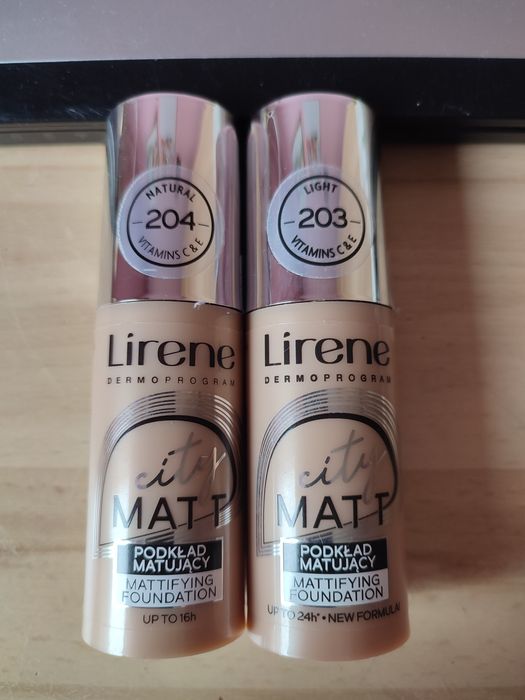 NATURAL
204
VITAMINS C & E
Lirene
DERMOPROGRAM
city
MATT
PODKŁAD
MATUJĄCY
MATTIFYING
FOUNDATION
UP TO 16h
LIGHT
203
VITAMINS C & E
Lirene
DERMOPROGRAM
city
MATT
PODKŁAD
MATUJĄCY
MATTIFYING
FOUNDATION
UP TO 24h* • NEW FORMULA!